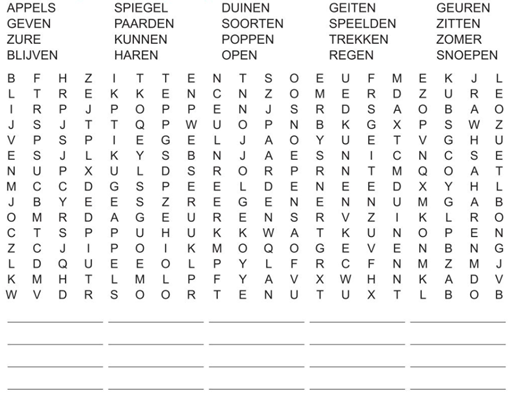 APPELS SPIEGEL DUINEN GEITEN GEUREN
GEVEN PAARDEN SOORTEN SPEELDEN ZITTEN
ZURE KUNNEN POPPEN TREKKEN ZOMER
BLIJVEN HAREN OPEN REGEN SNOEPEN
B F H Z I T T E N T S O E U F M E K J L
L T R E K K E N C N Z O M E R D Z U R E
I R P J P O P P E N J S R D S A O B A O
J S J T T Q P W U O P N B K G X P S W Z
V P S P I E G E L J A O Y U E T V G H U
E S J L K Y S B N J A E S N I C N C S E
N U P X U L D S R O R P R N T M Q O A T
M C C D G S P E E L D E N E E D X Y H L
J B Y E E S Z R E G E N E N N U M G A B
O M R D A G E U R E N S R V Z I K L R O
C T S P P U H U K K W A T K U N O P E N
Z C J I P O I K M O Q O G E V E N B N G
L D Q U E E O L P Y L F R C F N M Z M J
K M H T L M L P F Y A V X W H N K A D V
W V D R S O O R T E N U T U X T L B O B